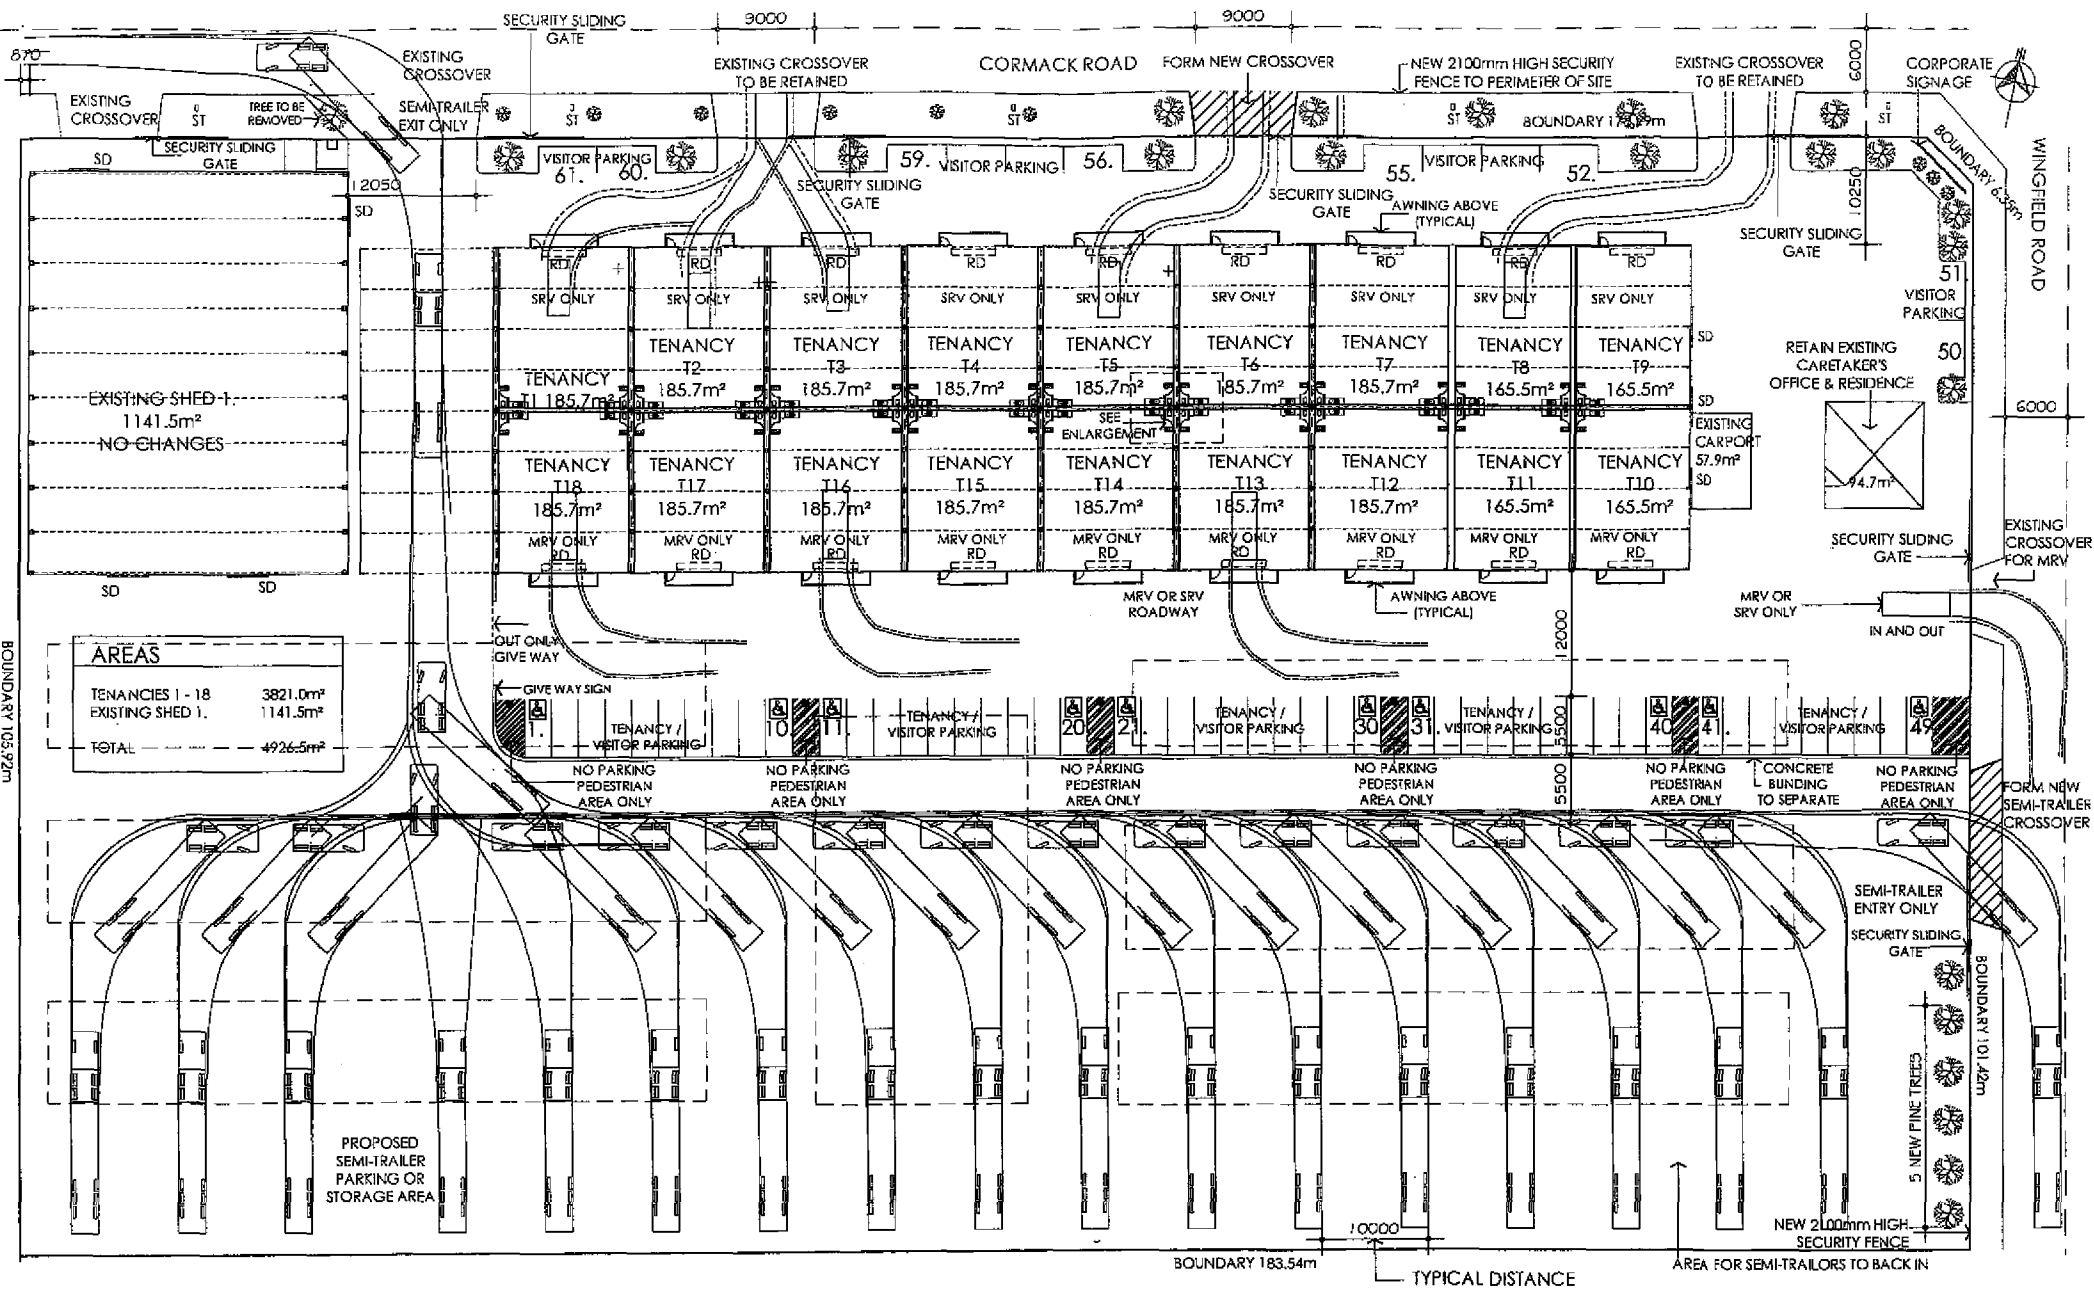 SECURITY SLIDING
GATE
9000
9000
870
EXISTING
CROSSOVER
EXISTING CROSSOVER
TO BE RETAINED
CORMACK ROAD
FORM NEW CROSSOVER
NEW 2100mm HIGH SECURITY
FENCE TO PERIMETER OF SITE
EXISTING CROSSOVER
TO BE RETAINED
6000
CORPORATE
SIGNAGE
EXISTING
CROSSOVER
ST
TREE TO BE
REMOVED
SEMI-TRAILER
EXIT ONLY
ST
ST
ST
ST
SD
SECURITY SLIDING
GATE
VISITOR PARKING
61. 60.
59. VISITOR PARKING 56.
55. VISITOR PARKING 52.
BOUNDARY 6.35m
WINGFIELD ROAD
12050
SD
SECURITY SLIDING
GATE
SECURITY SLIDING
GATE
AWNING ABOVE
(TYPICAL)
10250
SECURITY SLIDING
GATE
RD RD RD RD RD RD RD RD RD
SRV ONLY SRV ONLY SRV ONLY SRV ONLY SRV ONLY SRV ONLY SRV ONLY SRV ONLY SRV ONLY
51
VISITOR
PARKING
50
TENANCY
T1 185.7m²
TENANCY
T2
185.7m²
TENANCY
T3
185.7m²
TENANCY
T4
185.7m²
TENANCY
T5
185.7m²
TENANCY
T6
185.7m²
TENANCY
T7
185.7m²
TENANCY
T8
165.5m²
TENANCY
T9
165.5m²
SD
SD
RETAIN EXISTING
CARETAKER'S
OFFICE & RESIDENCE
94.7m²
6000
EXISTING SHED 1.
1141.5m²
NO CHANGES
SEE
ENLARGEMENT
EXISTING
CARPORT
57.9m²
SD
TENANCY
T18
185.7m²
TENANCY
T17
185.7m²
TENANCY
T16
185.7m²
TENANCY
T15
185.7m²
TENANCY
T14
185.7m²
TENANCY
T13
185.7m²
TENANCY
T12
185.7m²
TENANCY
T11
165.5m²
TENANCY
T10
165.5m²
MRV ONLY MRV ONLY MRV ONLY MRV ONLY MRV ONLY MRV ONLY MRV ONLY MRV ONLY MRV ONLY
RD RD RD RD RD RD RD RD RD
SECURITY SLIDING
GATE
EXISTING
CROSSOVER
FOR MRV
SD
SD
MRV OR SRV
ROADWAY
AWNING ABOVE
(TYPICAL)
MRV OR
SRV ONLY
IN AND OUT
12000
OUT ONLY
GIVE WAY
GIVE WAY SIGN
BOUNDARY 105.92m
AREAS
TENANCIES 1 - 18 3821.0m²
EXISTING SHED 1. 1141.5m²
TOTAL 4926.5m²
1.
TENANCY /
VISITOR PARKING
10. 11.
TENANCY /
VISITOR PARKING
20 21.
TENANCY /
VISITOR PARKING
30 31.
TENANCY /
VISITOR PARKING
40 41.
TENANCY /
VISITOR PARKING
49
5500
5500
NO PARKING
PEDESTRIAN
AREA ONLY
NO PARKING
PEDESTRIAN
AREA ONLY
NO PARKING
PEDESTRIAN
AREA ONLY
NO PARKING
PEDESTRIAN
AREA ONLY
NO PARKING
PEDESTRIAN
AREA ONLY
CONCRETE
BUNDING
TO SEPARATE
NO PARKING
PEDESTRIAN
AREA ONLY
FORM NEW
SEMI-TRAILER
CROSSOVER
SEMI-TRAILER
ENTRY ONLY
SECURITY SLIDING
GATE
BOUNDARY 101.42m
5 NEW PINE TREES
PROPOSED
SEMI-TRAILER
PARKING OR
STORAGE AREA
10000
NEW 2100mm HIGH
SECURITY FENCE
BOUNDARY 183.54m
TYPICAL DISTANCE
AREA FOR SEMI-TRAILORS TO BACK IN